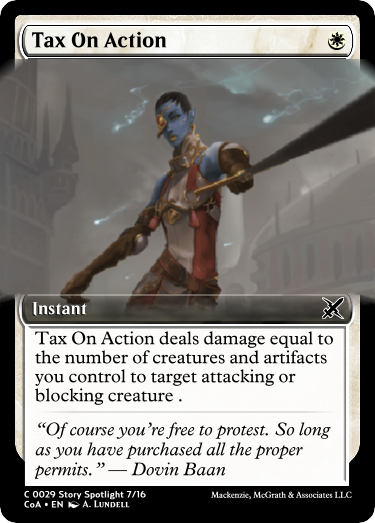 Tax On Action
Instant
Tax On Action deals damage equal to
the number of creatures and artifacts
you control to target attacking or
blocking creature .
“Of course you’re free to protest. So long
as you have purchased all the proper
permits.” — Dovin Baan
C 0029 Story Spotlight 7/16
CoA • EN A. Lundell
Mackenzie, McGrath & Associates LLC